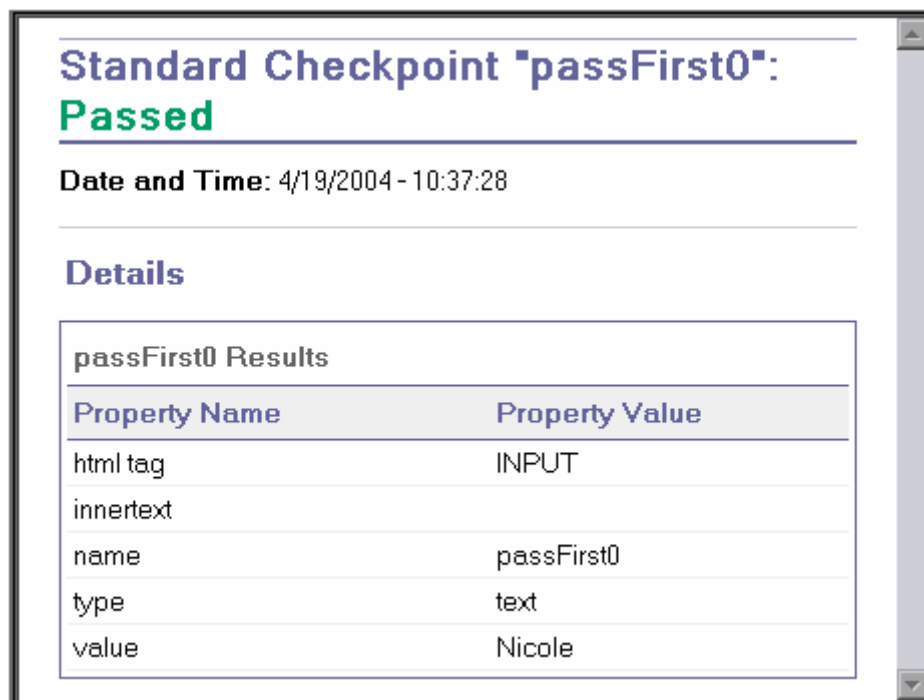 Standard Checkpoint "passFirst0":
Passed
Date and Time: 4/19/2004 - 10:37:28
Details
passFirst0 Results
Property Name Property Value
html tag INPUT
innertext
name passFirst0
type text
value Nicole